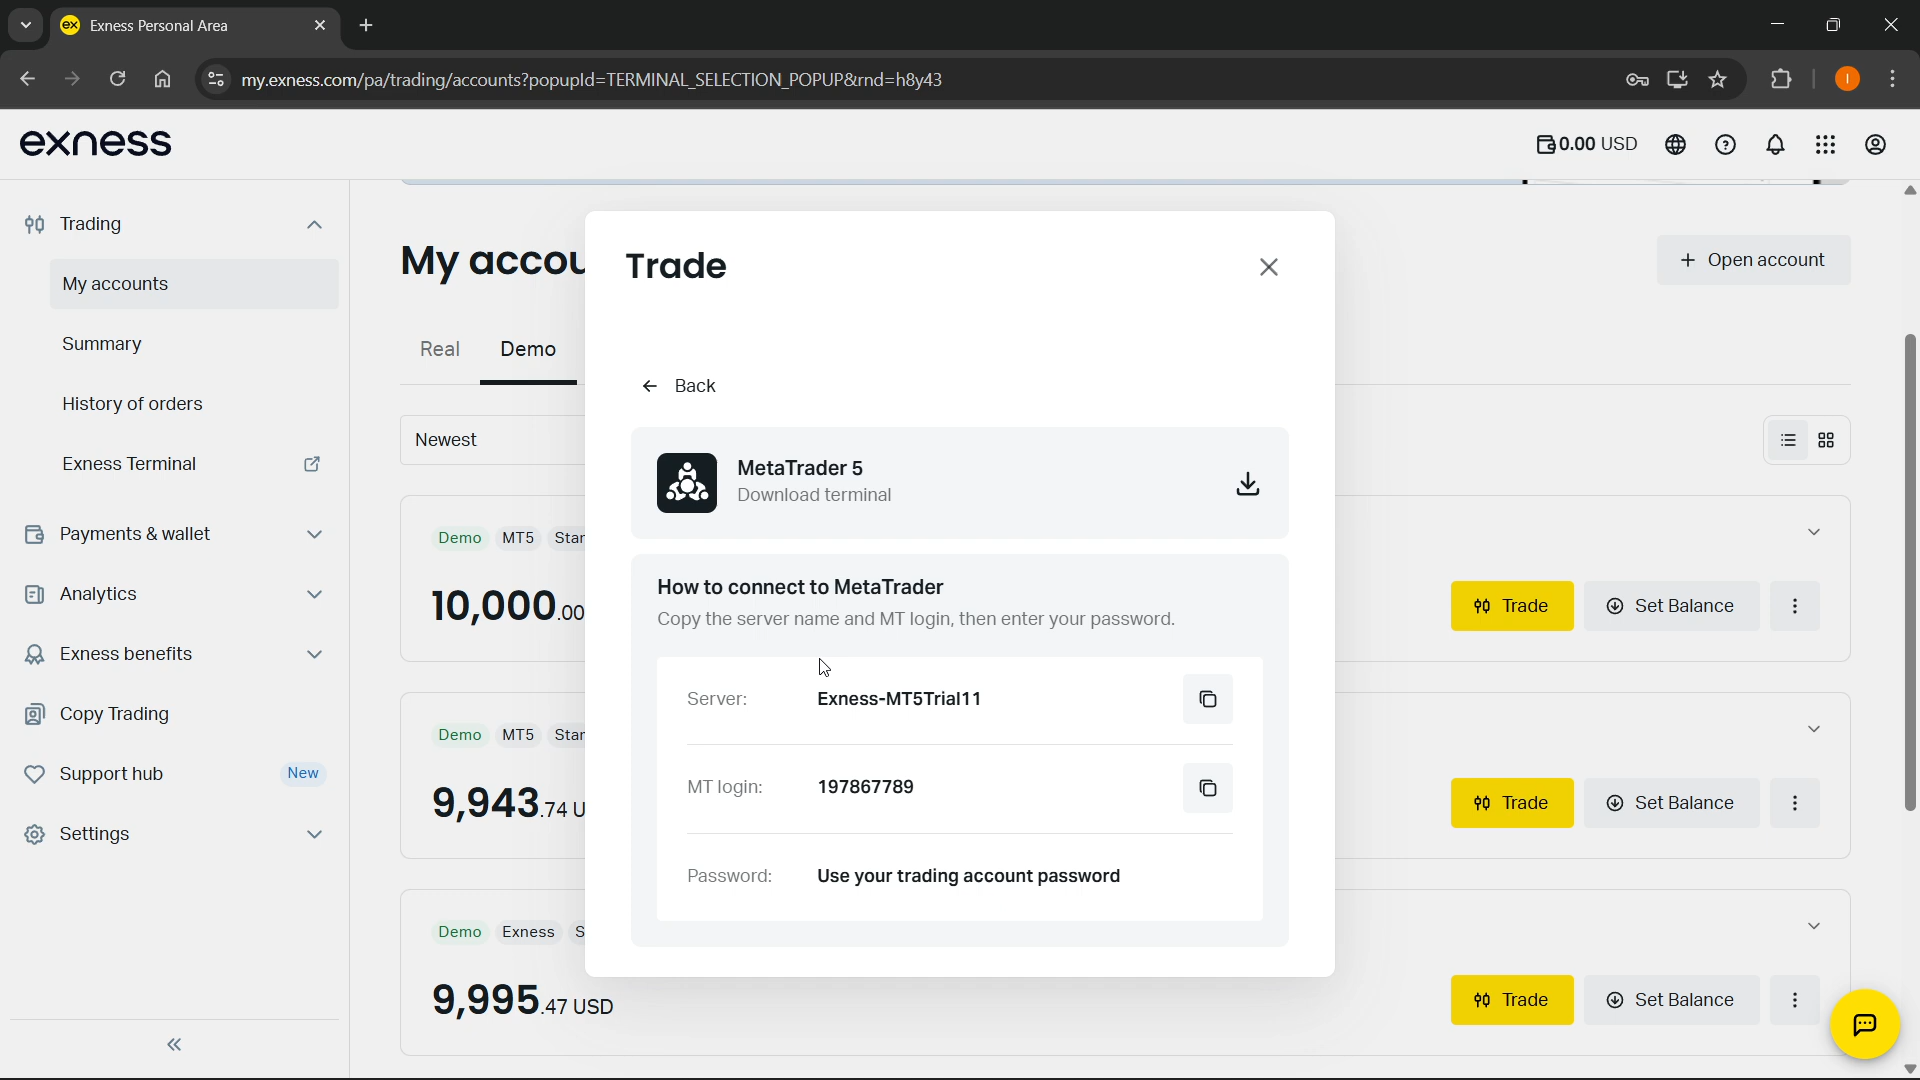 ex Exness Personal Area
my.exness.com/pa/trading/accounts?popupId=TERMINAL_SELECTION_POPUP&rnd=h8y43
I
exness
0.00 USD
Trading
My accounts
Summary
History of orders
Exness Terminal
Payments & wallet
Analytics
Exness benefits
Copy Trading
Support hub New
Settings
My accou
Open account
Real Demo
Newest
Demo MT5 Star
10,000.00
Trade Set Balance
Demo MT5 Star
9,943.74 U
Trade Set Balance
Demo Exness S
9,995.47 USD
Trade Set Balance
Trade
Back
MetaTrader 5
Download terminal
How to connect to MetaTrader
Copy the server name and MT login, then enter your password.
Server: Exness-MT5Trial11
MT login: 197867789
Password: Use your trading account password